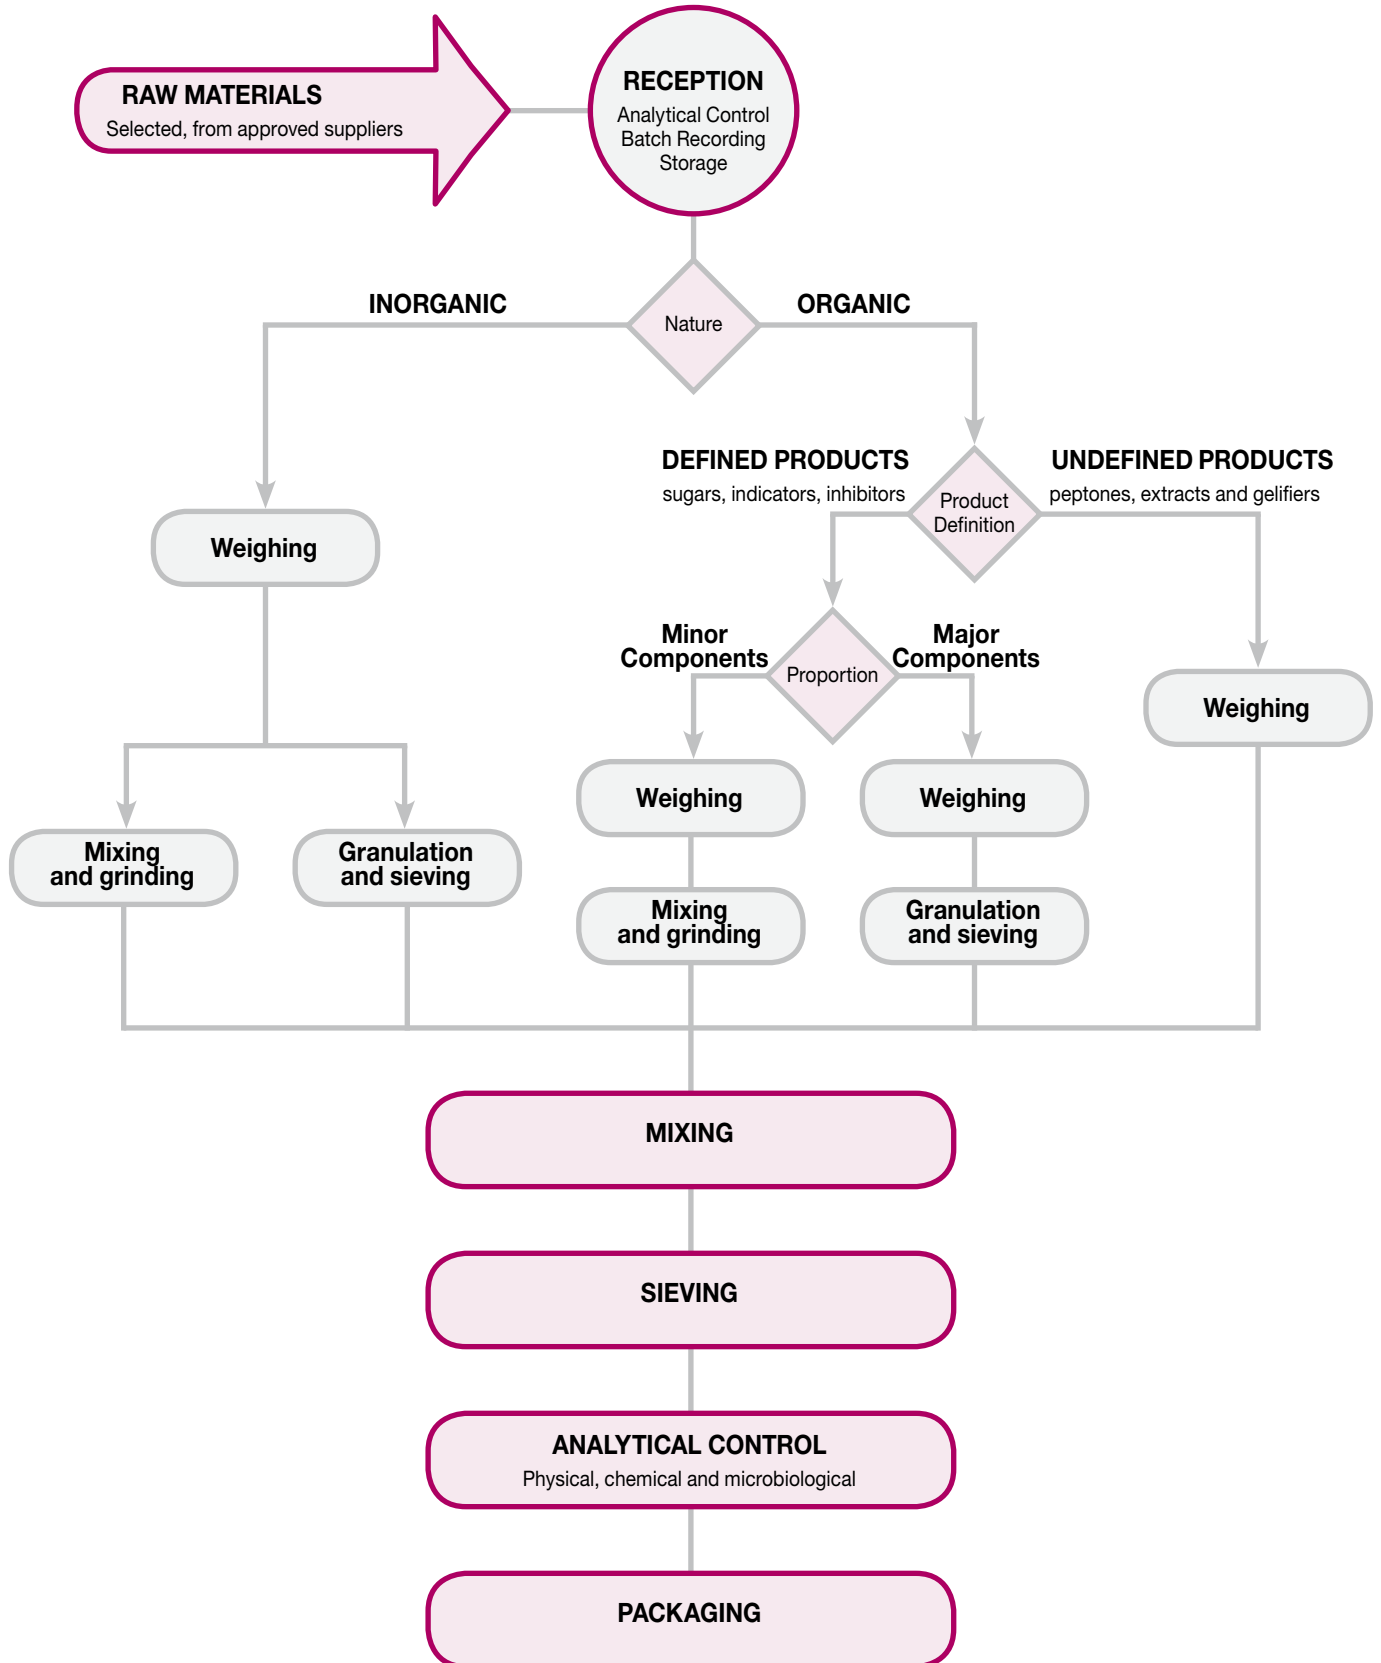 RAW MATERIALS
Selected, from approved suppliers
RECEPTION
Analytical Control
Batch Recording
Storage
INORGANIC
Nature
ORGANIC
DEFINED PRODUCTS
sugars, indicators, inhibitors
Product
Definition
UNDEFINED PRODUCTS
peptones, extracts and gelifiers
Weighing
Minor
Components
Proportion
Major
Components
Weighing
Weighing
Weighing
Mixing
and grinding
Granulation
and sieving
Mixing
and grinding
Granulation
and sieving
MIXING
SIEVING
ANALYTICAL CONTROL
Physical, chemical and microbiological
PACKAGING